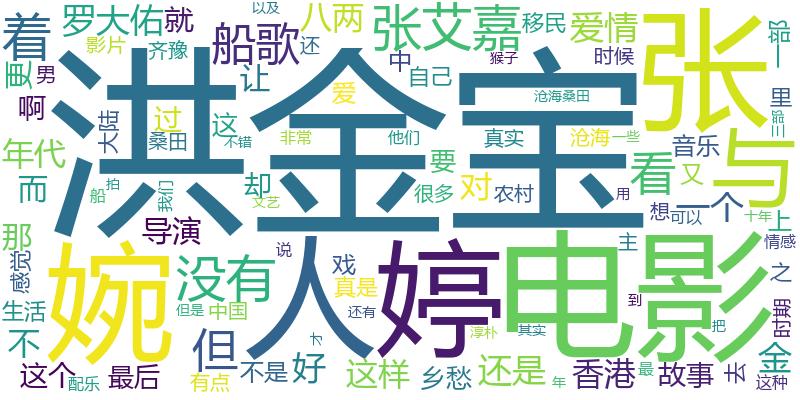 洪金宝
电影
张
婉
人
婷
与
张艾嘉
罗大佑
船歌
没有
看
着
但
八两
爱情
移民
一部
就
影片
齐豫
以及
还
更
男
让
中
自己
猴子
时候
沧海桑田
里
三部
啊
大陆
桑田
过
这
不错
爱
非常
他们
真实
沧海
一些
音乐
年代
而
船
拍
我们
却
文艺
要
很多
对
农村
用
又
想
可以
一个
十年
上
那
导演
感觉
说
戏
主
情感
之
不
生活
但是
中国
真是
还有
才
淳朴
其实
到
把
时期
这个
配乐
最后
有点
不是
好
这样
乡愁
还是
年
香港
最
故事
去
金
这种